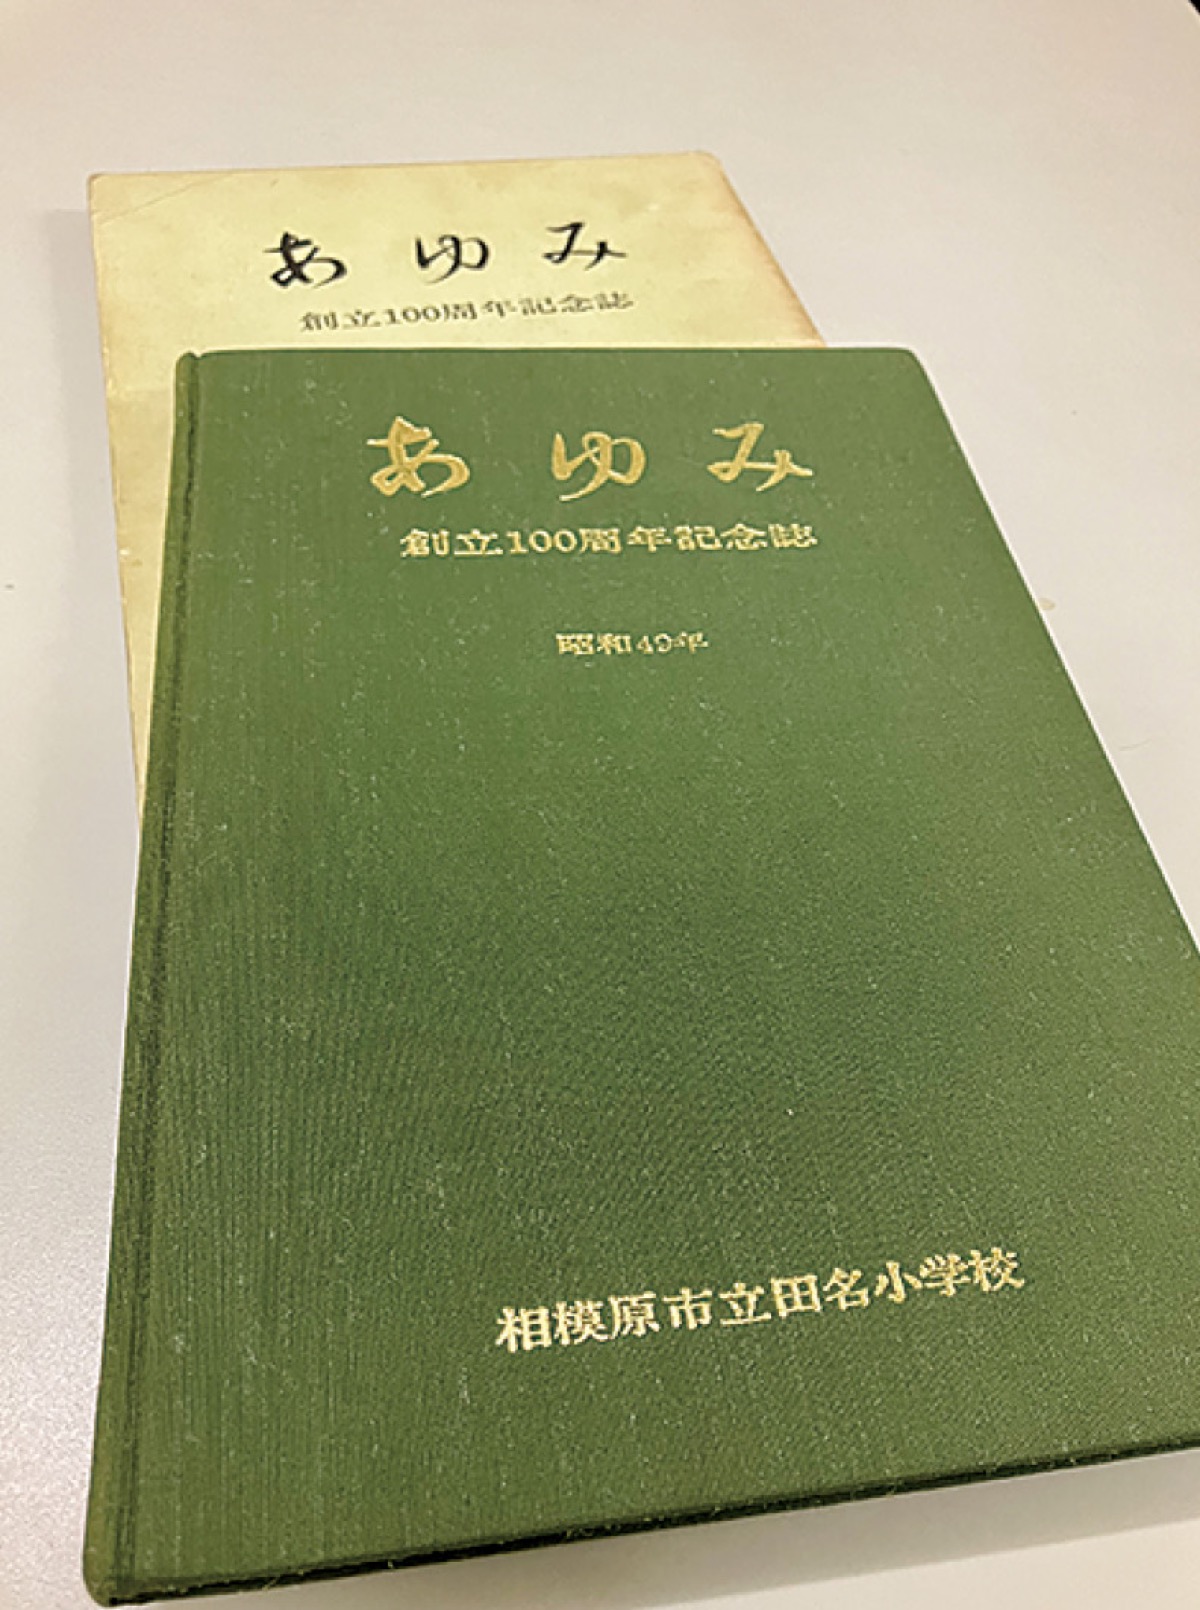 あゆみ
創立100周年記念誌
あゆみ
創立100周年記念誌
昭和49年
相模原市立田名小学校